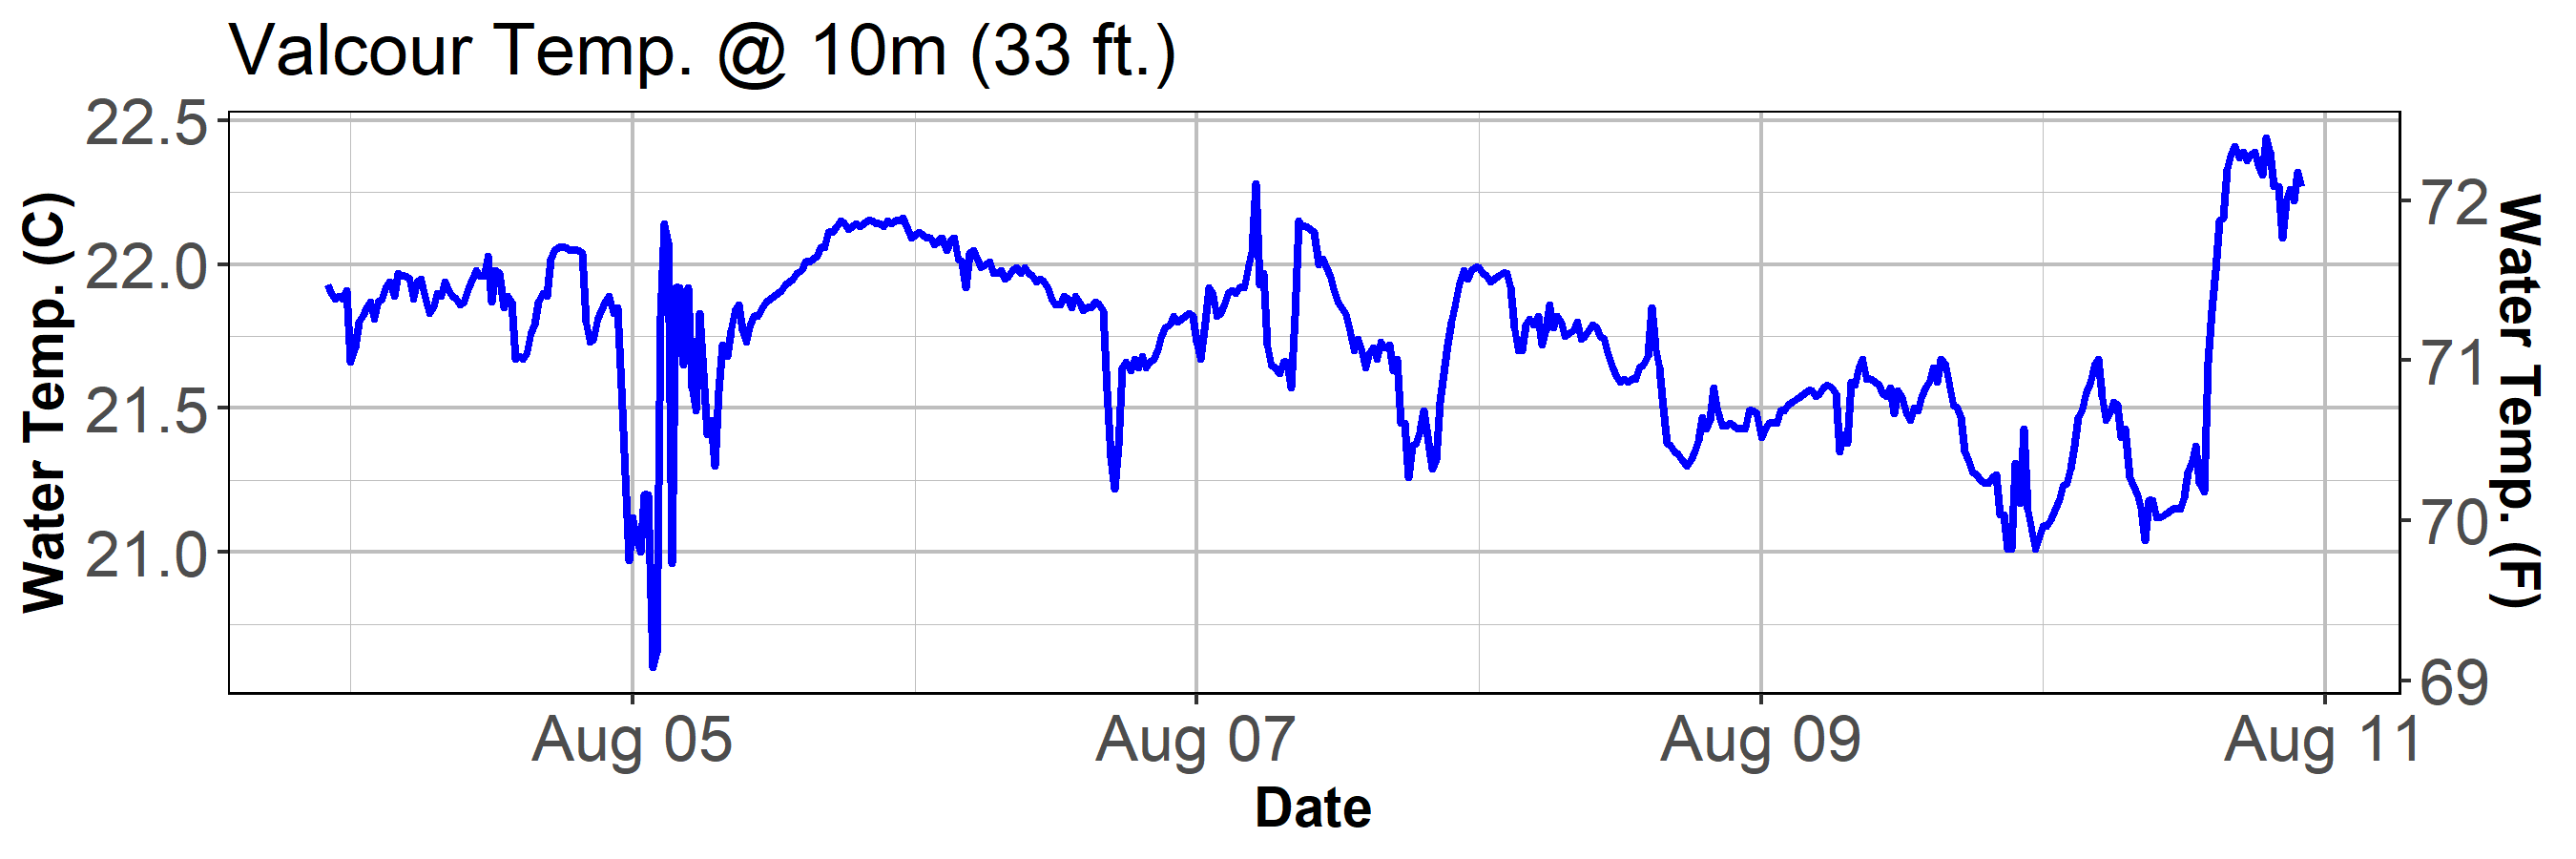 Valcour Temp. @ 10m (33 ft.)
Water Temp. (C)
22.5
22.0
21.5
21.0
72
71
70
69
Water Temp. (F)
Aug 05
Aug 07
Aug 09
Aug 11
Date